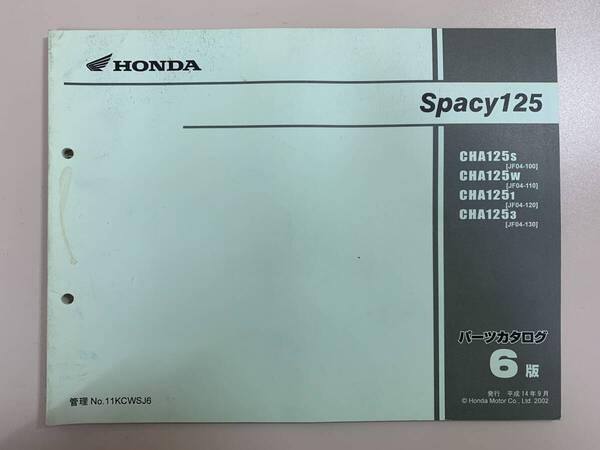 HONDA
Spacy125
CHA125S
[JF04-100]
CHA125W
[JF04-110]
CHA1251
[JF04-120]
CHA1253
[JF04-130]
パーツカタログ
6版
発行 平成14年9月
© Honda Motor Co., Ltd. 2002
管理 No.11KCWSJ6